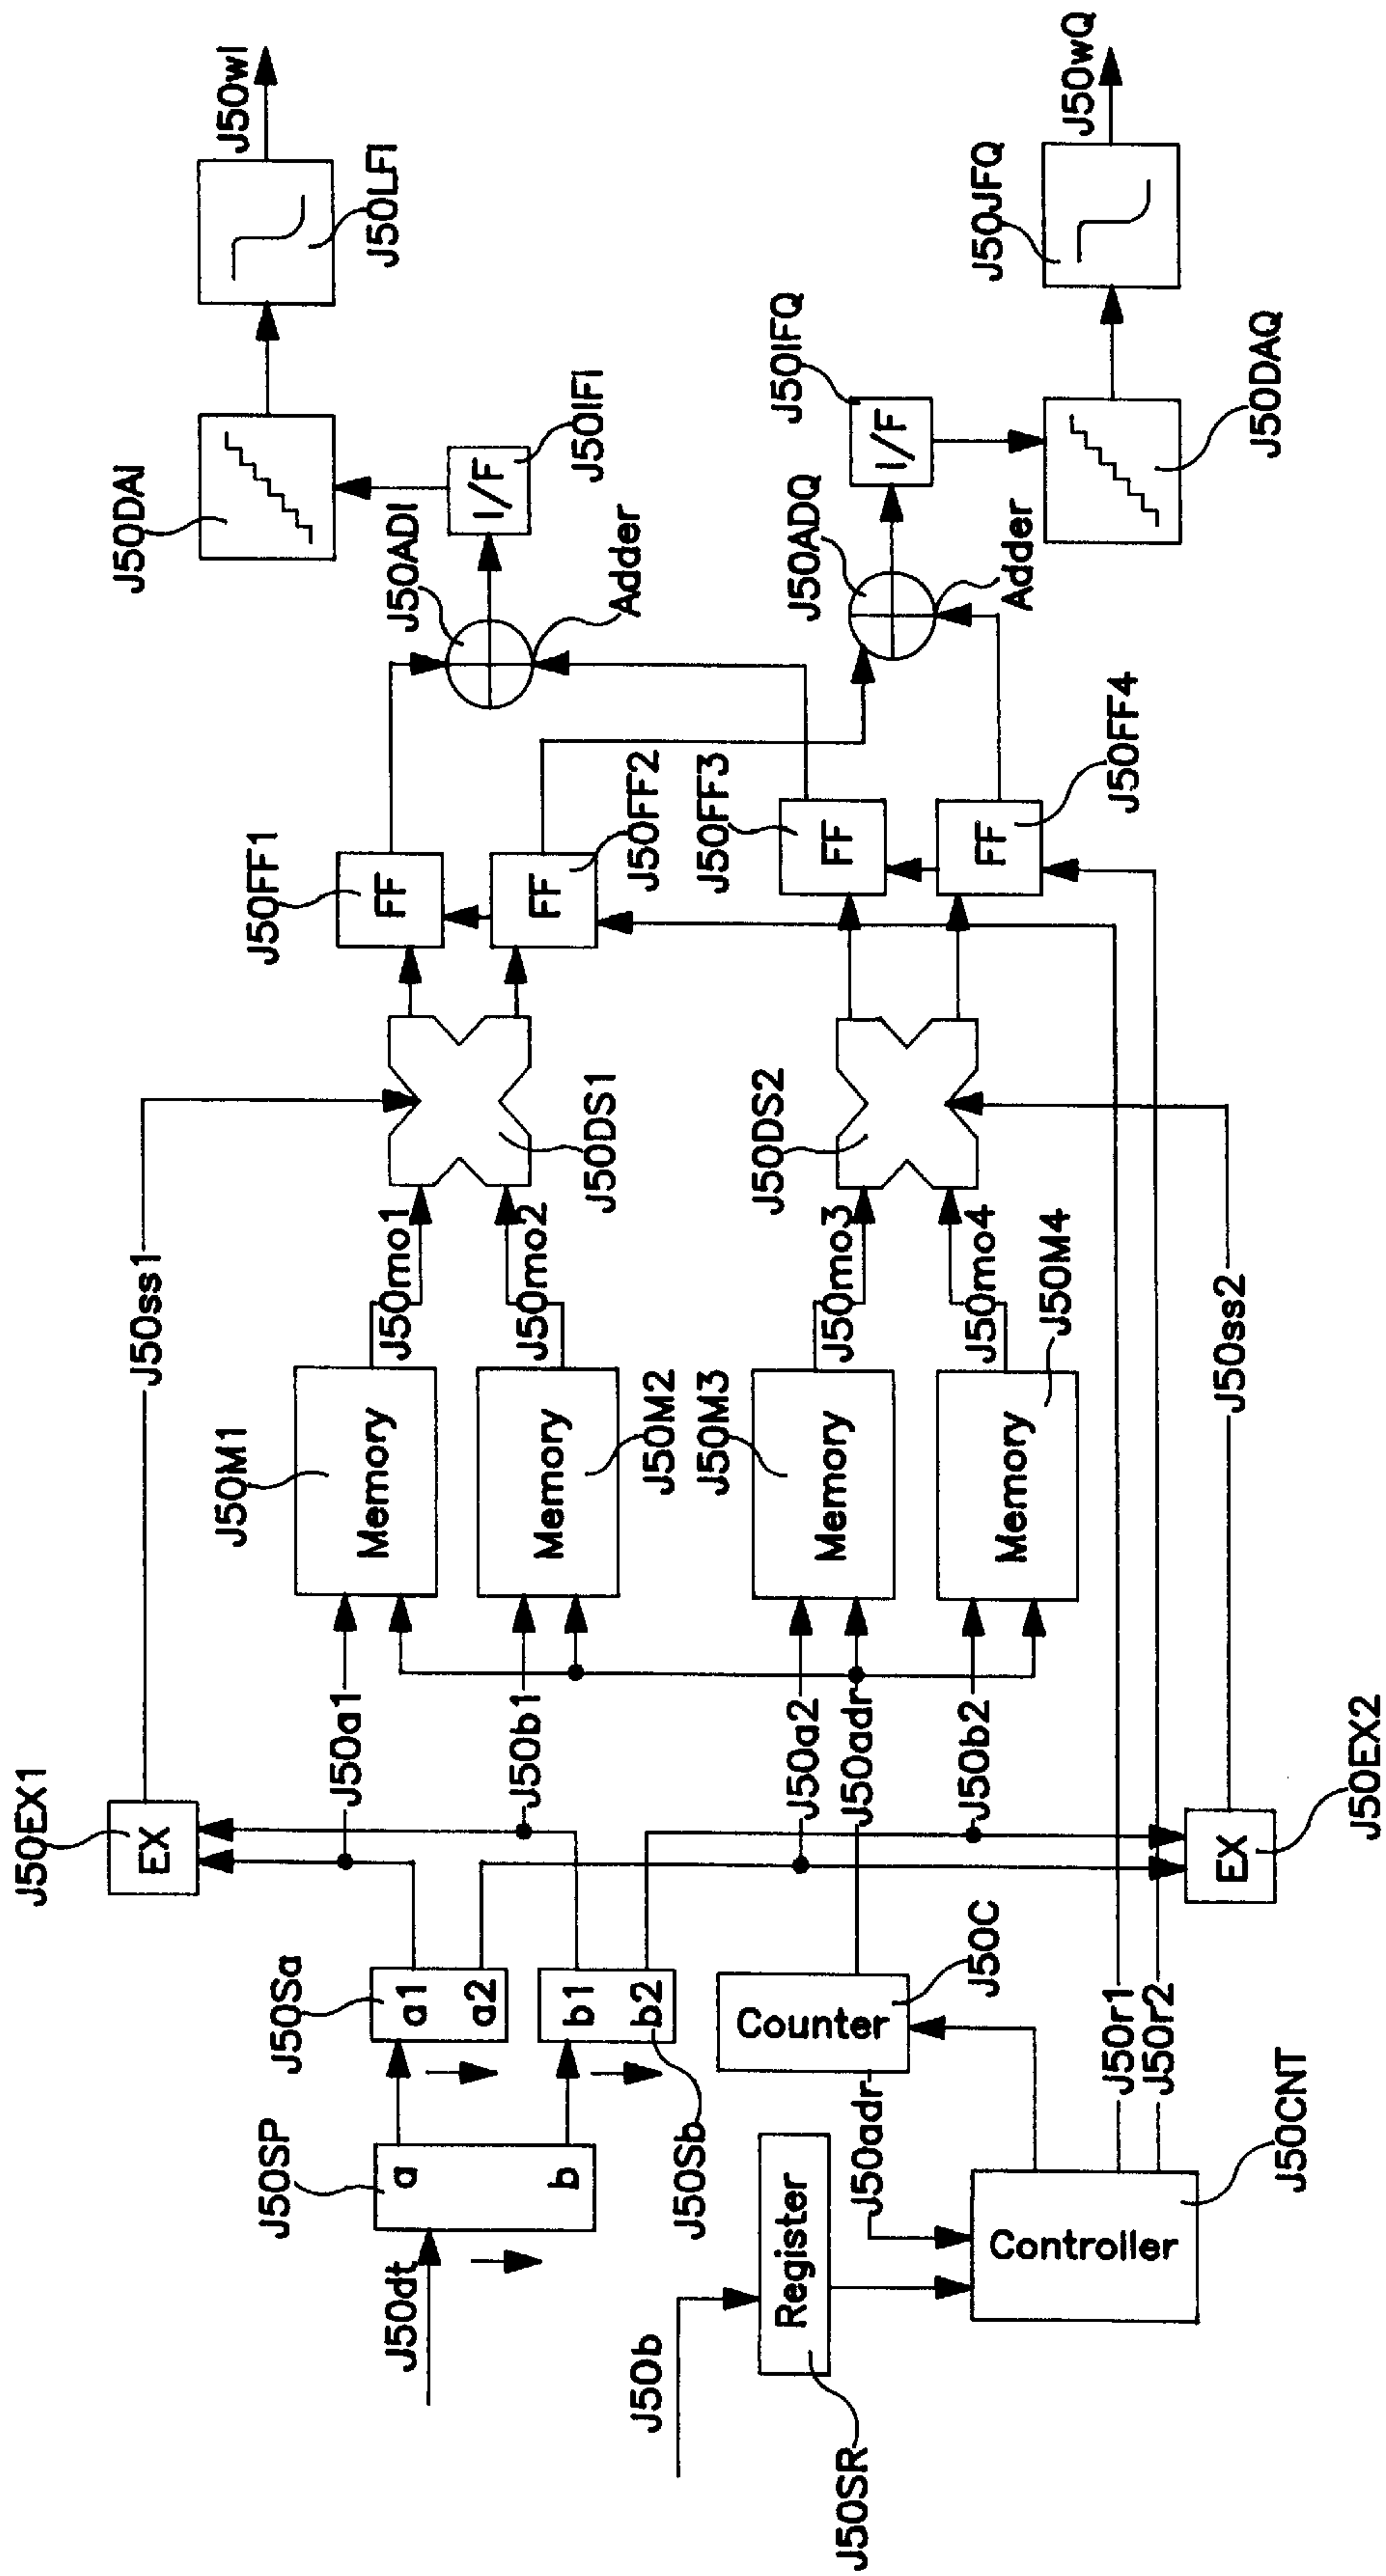 J50EX1
EX
J50ss1
J50DAI
J50wI
J50LFI
J50SP
a
b
J50dt
J50Sa
a1
a2
b1
b2
J50Sb
J50a1
J50b1
J50M1
Memory
J50mo1
Memory
J50M2
J50mo2
J50DS1
J50FF1
FF
FF
J50FF2
J50ADI
Adder
I/F
J50IFI
J50b
Register
J50SR
J50adr
Counter
J50C
Controller
J50CNT
J50r1
J50r2
J50a2
J50adr
J50b2
J50M3
Memory
J50mo3
Memory
J50M4
J50mo4
J50DS2
J50FF3
FF
FF
J50FF4
J50ADQ
Adder
J50IFQ
I/F
J50DAQ
J50JFQ
J50wQ
EX
J50EX2
J50ss2